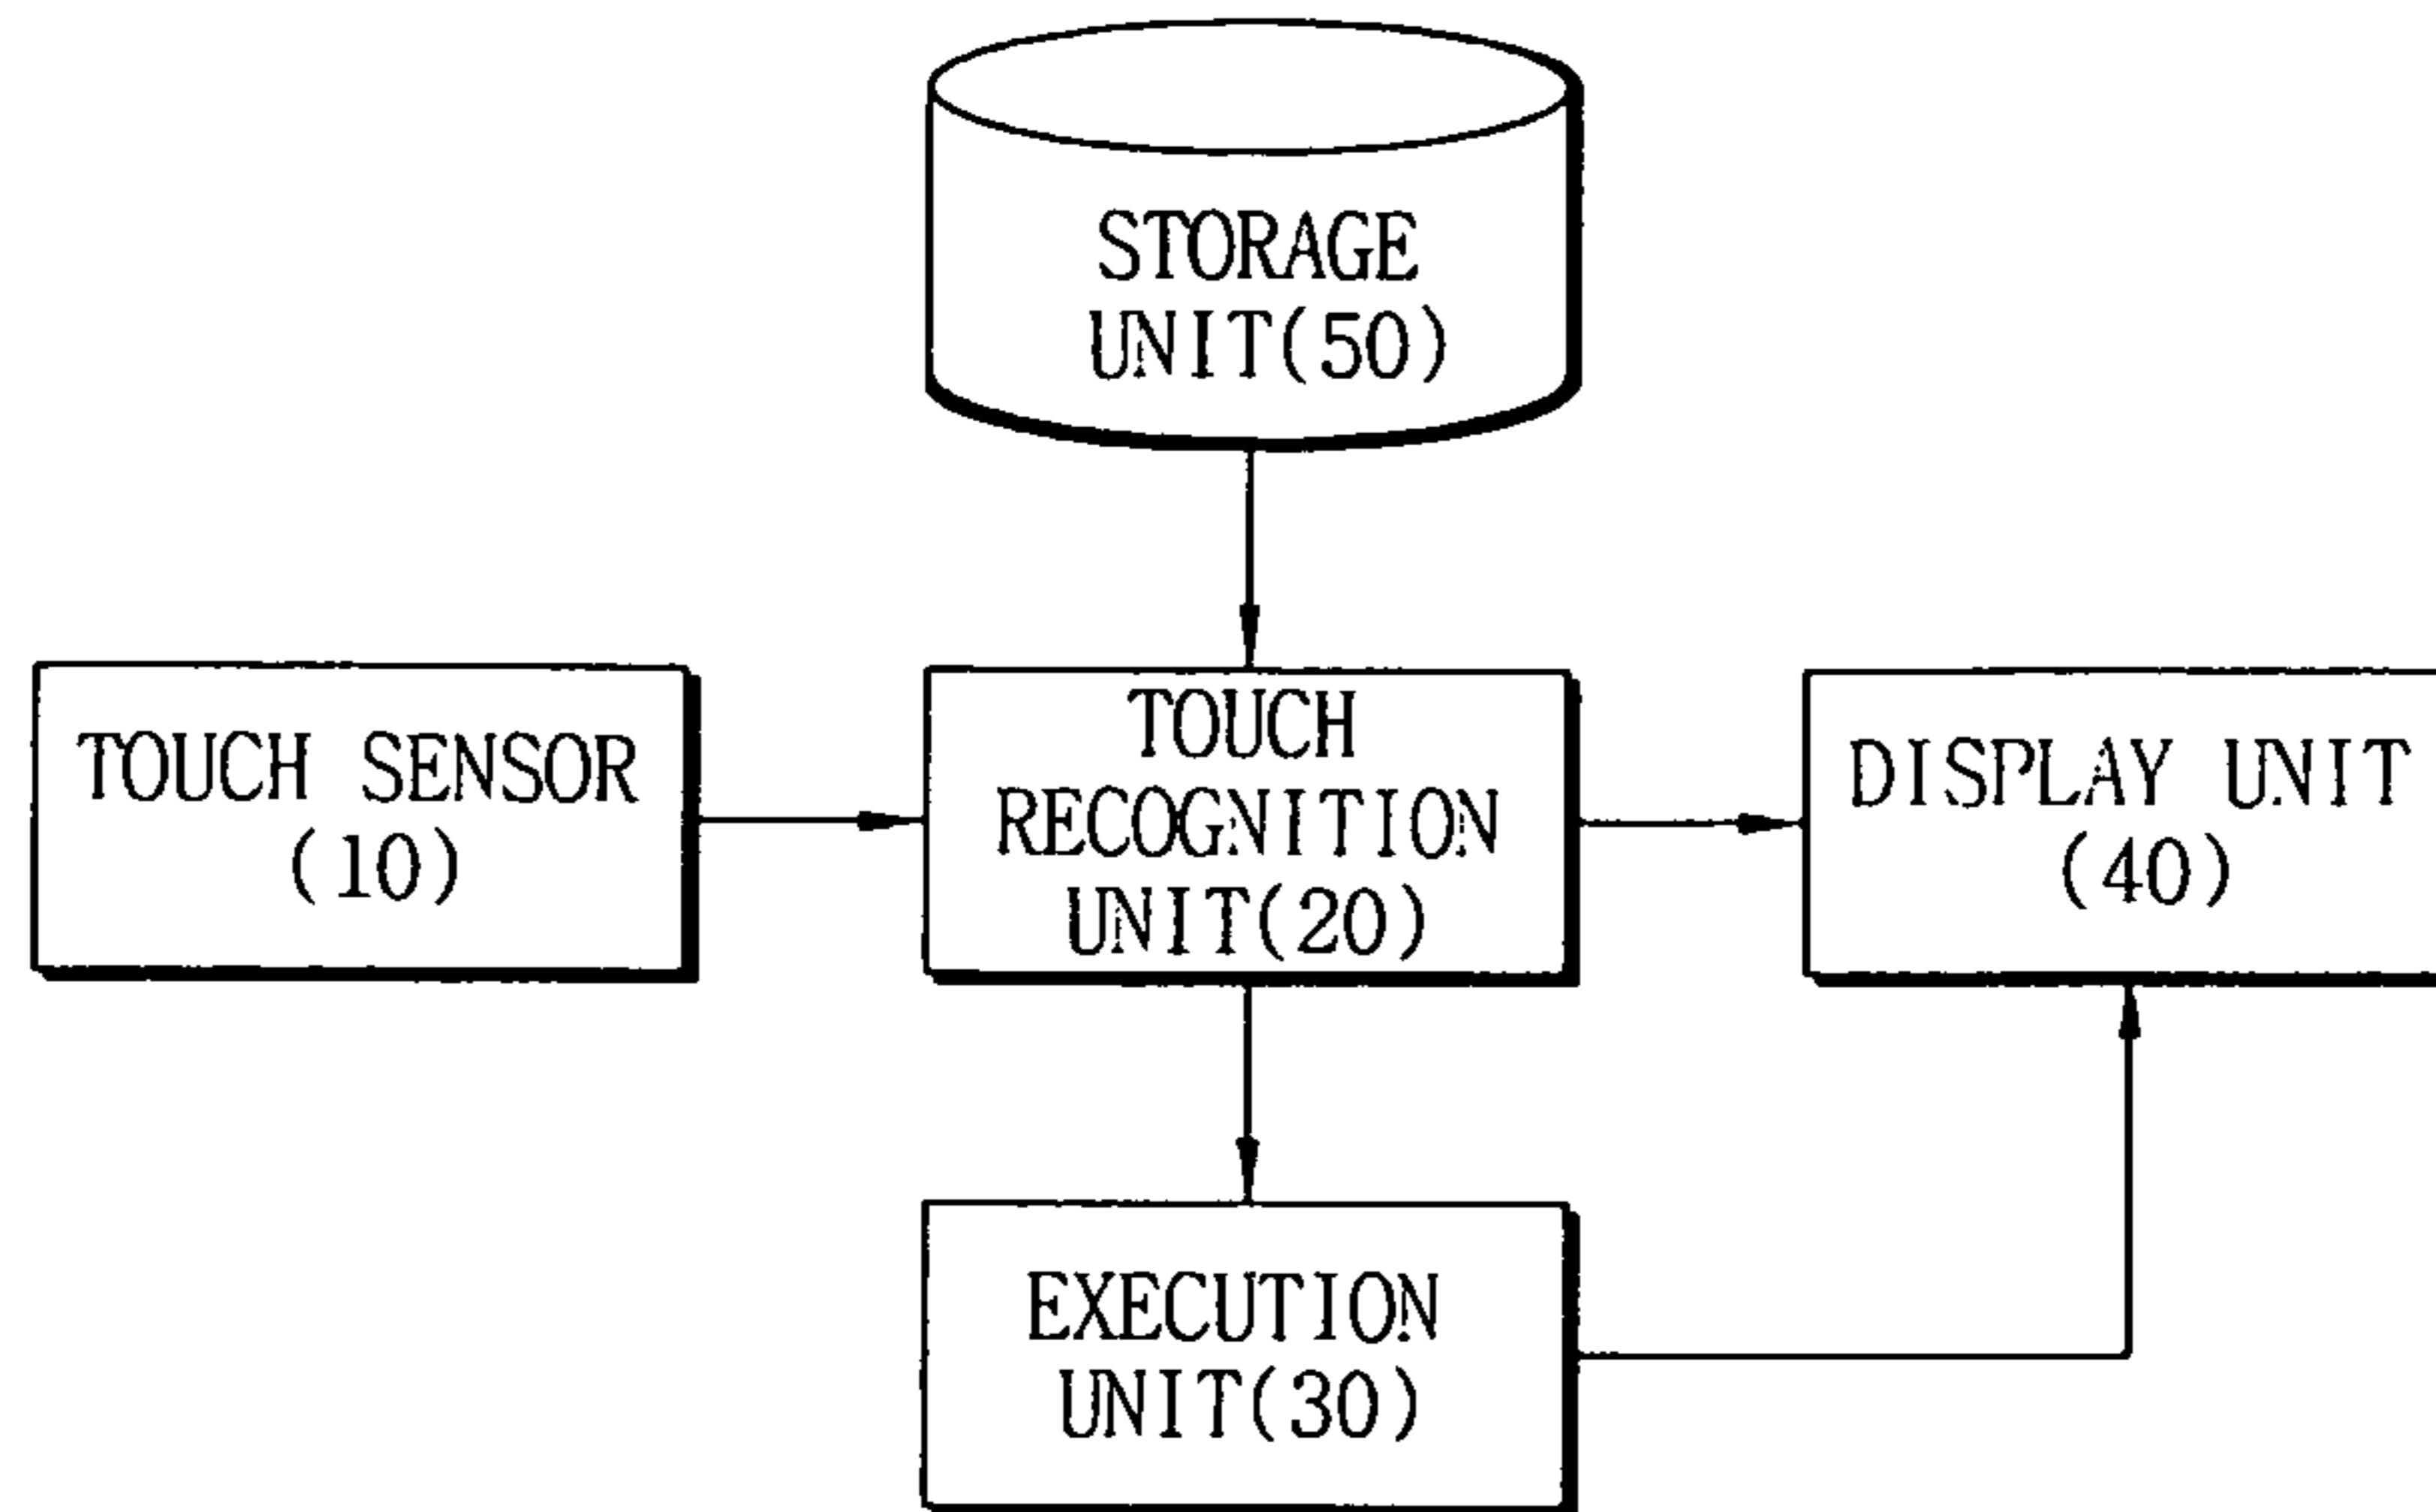 STORAGE
UNIT(50)
TOUCH SENSOR
(10)
TOUCH
RECOGNITION
UNIT(20)
DISPLAY UNIT
(40)
EXECUTION
UNIT(30)